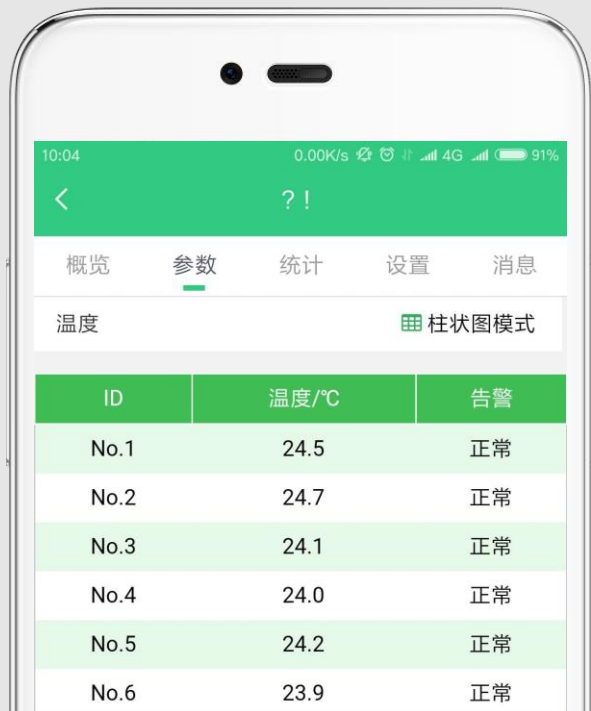 10:04 0.00K/s 4G 91%
?!
概览 参数 统计 设置 消息
温度 柱状图模式
ID 温度/℃ 告警
No.1 24.5 正常
No.2 24.7 正常
No.3 24.1 正常
No.4 24.0 正常
No.5 24.2 正常
No.6 23.9 正常